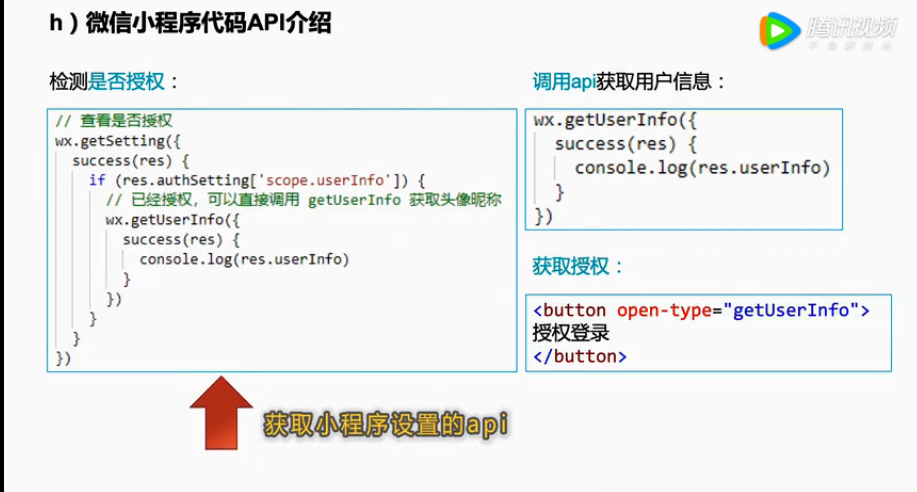 h）微信小程序代码API介绍
腾讯视频
检测是否授权：
// 查看是否授权
wx.getSetting({
success(res) {
if (res.authSetting['scope.userInfo']) {
// 已经授权，可以直接调用 getUserInfo 获取头像昵称
wx.getUserInfo({
success(res) {
console.log(res.userInfo)
}
})
}
}
})
调用api获取用户信息：
wx.getUserInfo({
success(res) {
console.log(res.userInfo)
}
})
获取授权：
<button open-type="getUserInfo">
授权登录
</button>
获取小程序设置的api